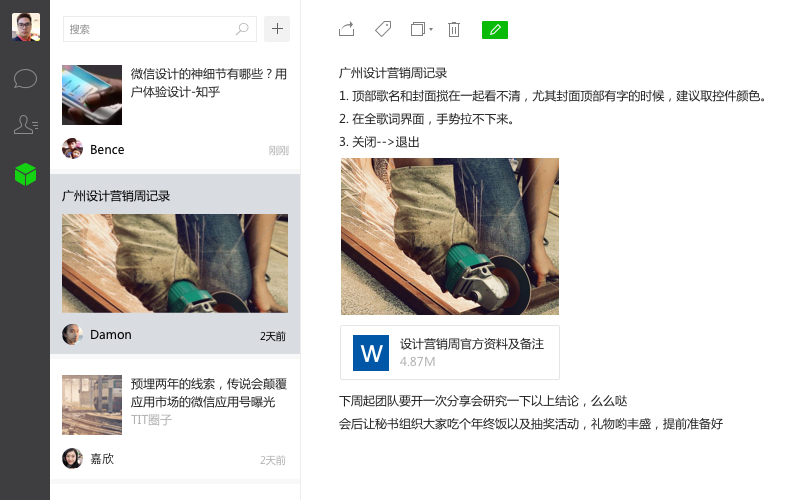 搜索
微信设计的神细节有哪些？用
户体验设计-知乎
Bence
刚刚
广州设计营销周记录
Damon
2天前
预埋两年的线索，传说会颠覆
应用市场的微信应用号曝光
TIT圈子
嘉欣
2天前
广州设计营销周记录
1. 顶部歌名和封面搅在一起看不清，尤其封面顶部有字的时候，建议取控件颜色。
2. 在全歌词界面，手势拉不下来。
3. 关闭-->退出
W
设计营销周官方资料及备注
4.87M
下周起团队要开一次分享会研究一下以上结论，么么哒
会后让秘书组织大家吃个年终饭以及抽奖活动，礼物哟丰盛，提前准备好